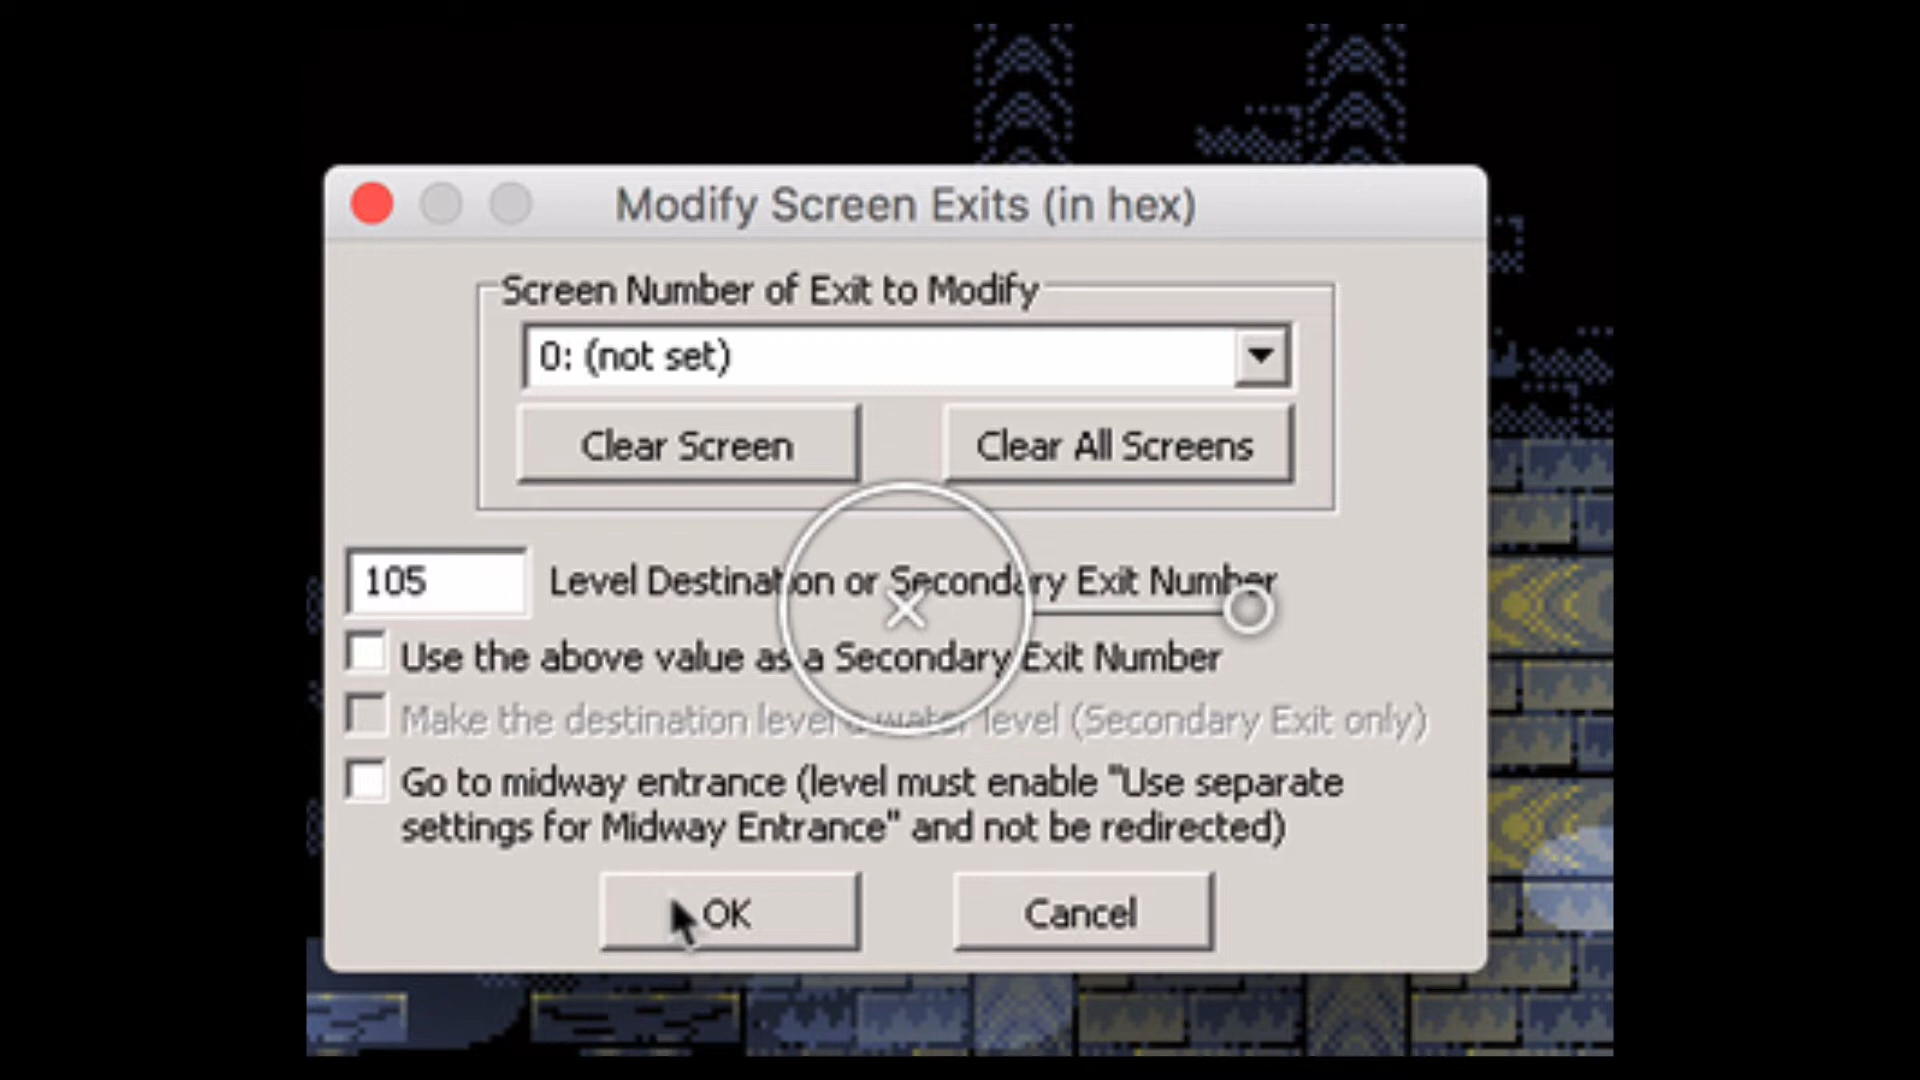 Modify Screen Exits (in hex)
Screen Number of Exit to Modify
0: (not set)
Clear Screen
Clear All Screens
105
Level Destination or Secondary Exit Number
Use the above value as a Secondary Exit Number
Make the destination level a water level (Secondary Exit only)
Go to midway entrance (level must enable "Use separate
settings for Midway Entrance" and not be redirected)
OK
Cancel